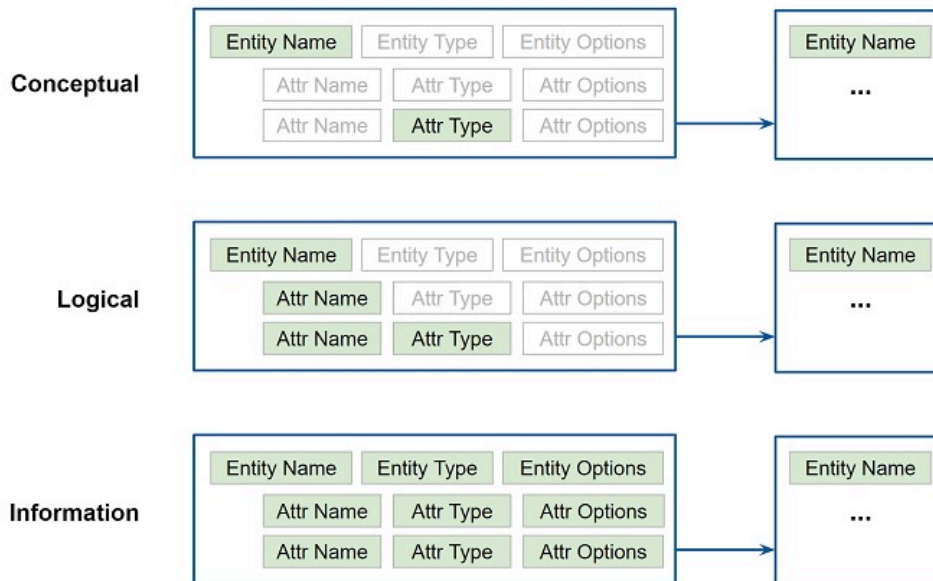 Conceptual
Entity Name Entity Type Entity Options
Attr Name Attr Type Attr Options
Attr Name Attr Type Attr Options
Entity Name
...
Logical
Entity Name Entity Type Entity Options
Attr Name Attr Type Attr Options
Attr Name Attr Type Attr Options
Entity Name
...
Information
Entity Name Entity Type Entity Options
Attr Name Attr Type Attr Options
Attr Name Attr Type Attr Options
Entity Name
...